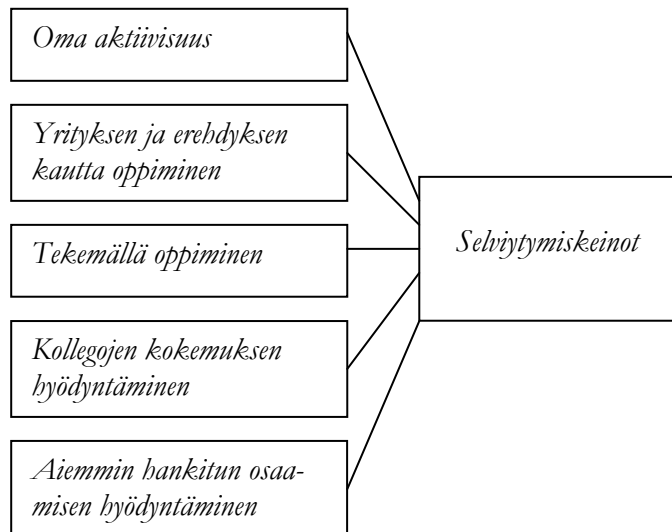 Oma aktiivisuus
Yrityksen ja erehdyksen
kautta oppiminen
Selviytymiskeinot
Tekemällä oppiminen
Kollegojen kokemuksen
hyödyntäminen
Aiemmin hankitun osaa-
misen hyödyntäminen